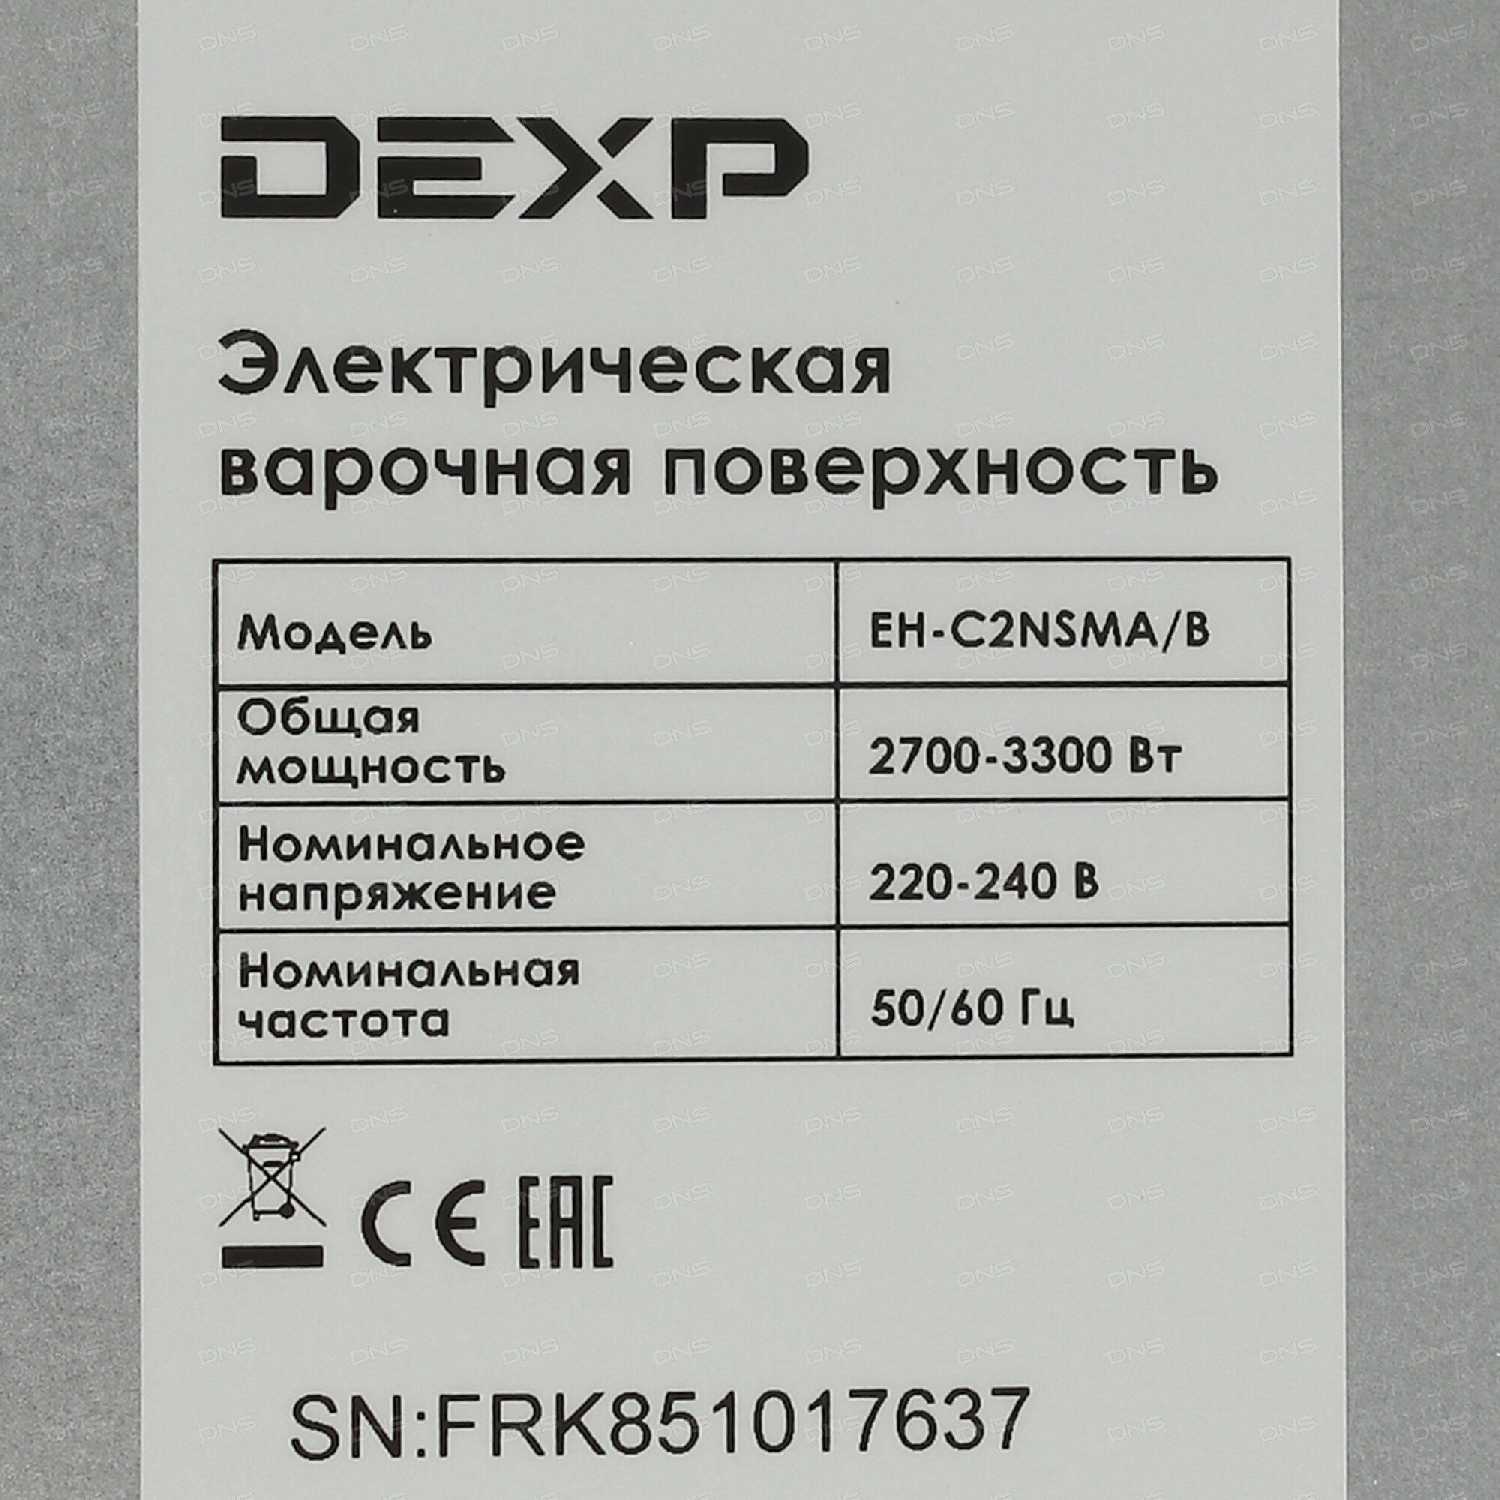 DEXP
Электрическая
варочная поверхность
Модель
EH-C2NSMA/B
Общая
мощность
2700-3300 Вт
Номинальное
напряжение
220-240 В
Номинальная
частота
50/60 Гц
CE EAC
SN:FRK851017637